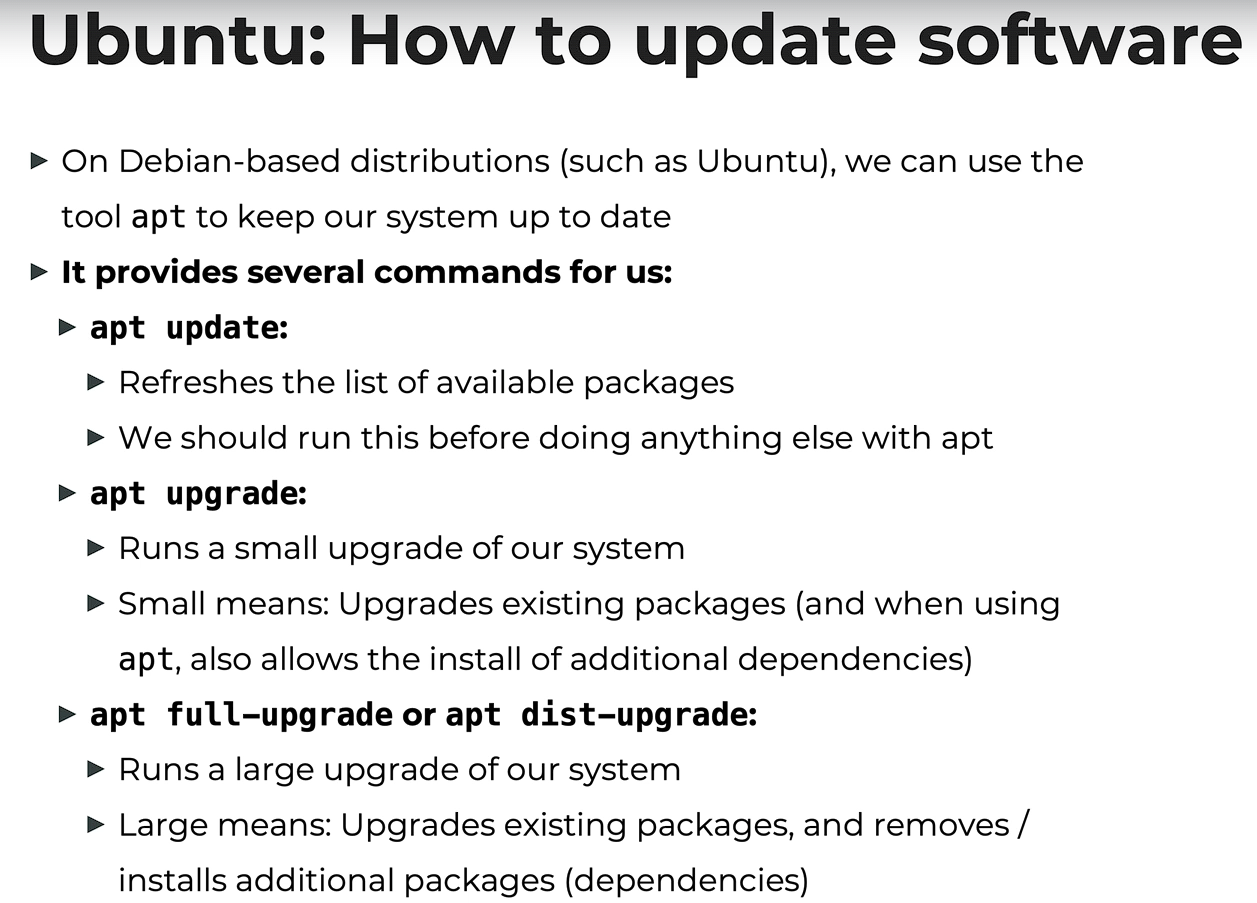 Ubuntu: How to update software
▶ On Debian-based distributions (such as Ubuntu), we can use the
tool apt to keep our system up to date
▶ It provides several commands for us:
▶ apt update:
▶ Refreshes the list of available packages
▶ We should run this before doing anything else with apt
▶ apt upgrade:
▶ Runs a small upgrade of our system
▶ Small means: Upgrades existing packages (and when using
apt, also allows the install of additional dependencies)
▶ apt full-upgrade or apt dist-upgrade:
▶ Runs a large upgrade of our system
▶ Large means: Upgrades existing packages, and removes /
installs additional packages (dependencies)